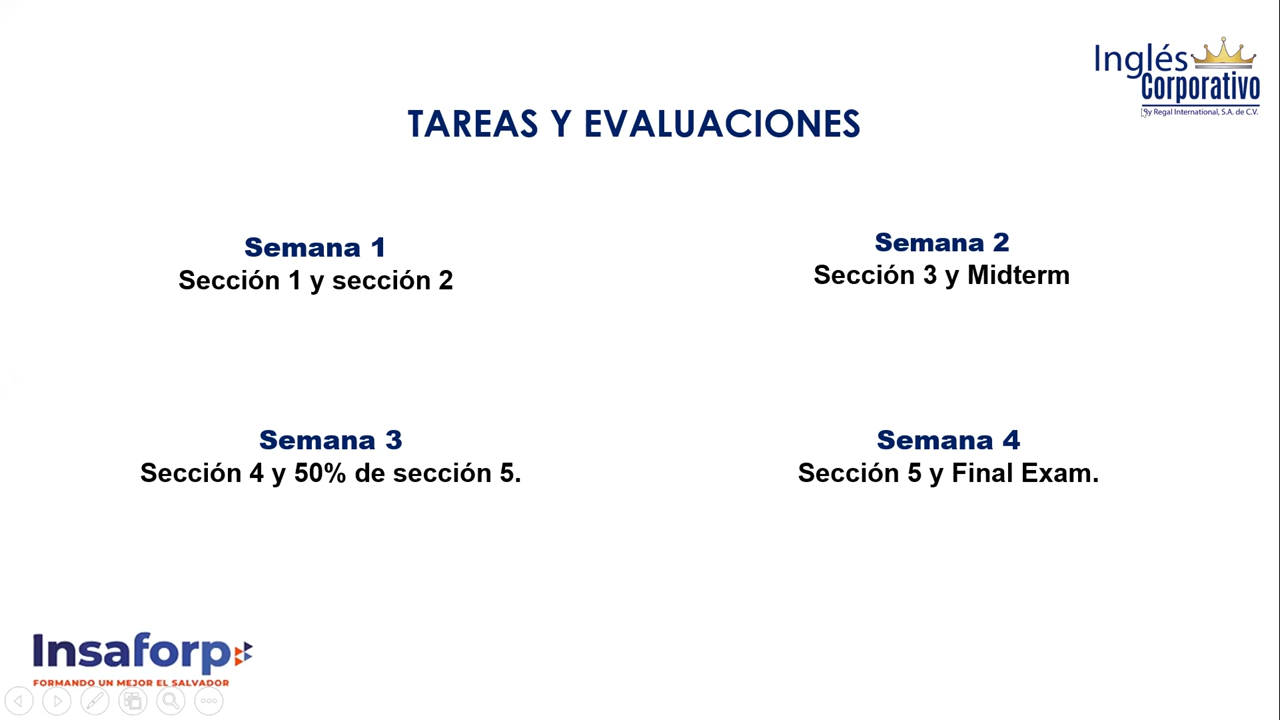 Inglés
Corporativo
By Regal International, S.A. de C.V.
TAREAS Y EVALUACIONES
Semana 1
Sección 1 y sección 2
Semana 2
Sección 3 y Midterm
Semana 3
Sección 4 y 50% de sección 5.
Semana 4
Sección 5 y Final Exam.
Insaforp
FORMANDO UN MEJOR EL SALVADOR